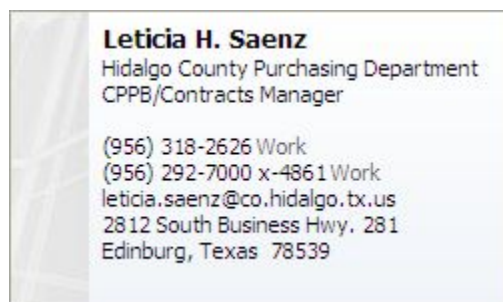 Leticia H. Saenz
Hidalgo County Purchasing Department
CPPB/Contracts Manager
(956) 318-2626 Work
(956) 292-7000 x-4861 Work
leticia.saenz@co.hidalgo.tx.us
2812 South Business Hwy. 281
Edinburg, Texas  78539